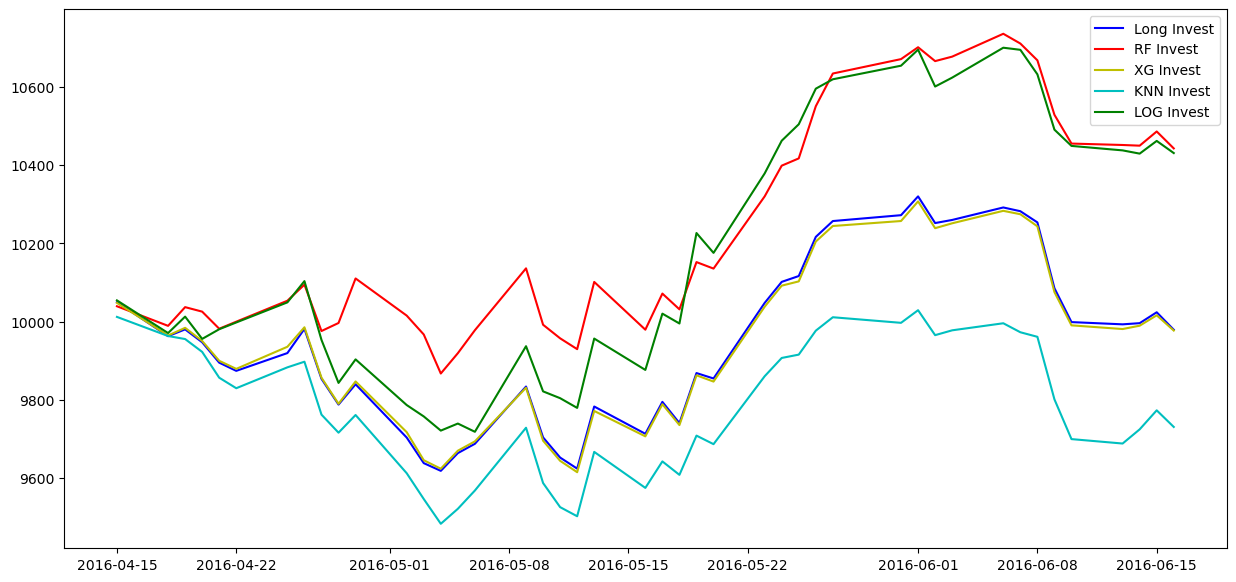 Long Invest
RF Invest
XG Invest
KNN Invest
LOG Invest
10600
10400
10200
10000
9800
9600
2016-04-15 2016-04-22 2016-05-01 2016-05-08 2016-05-15 2016-05-22 2016-06-01 2016-06-08 2016-06-15